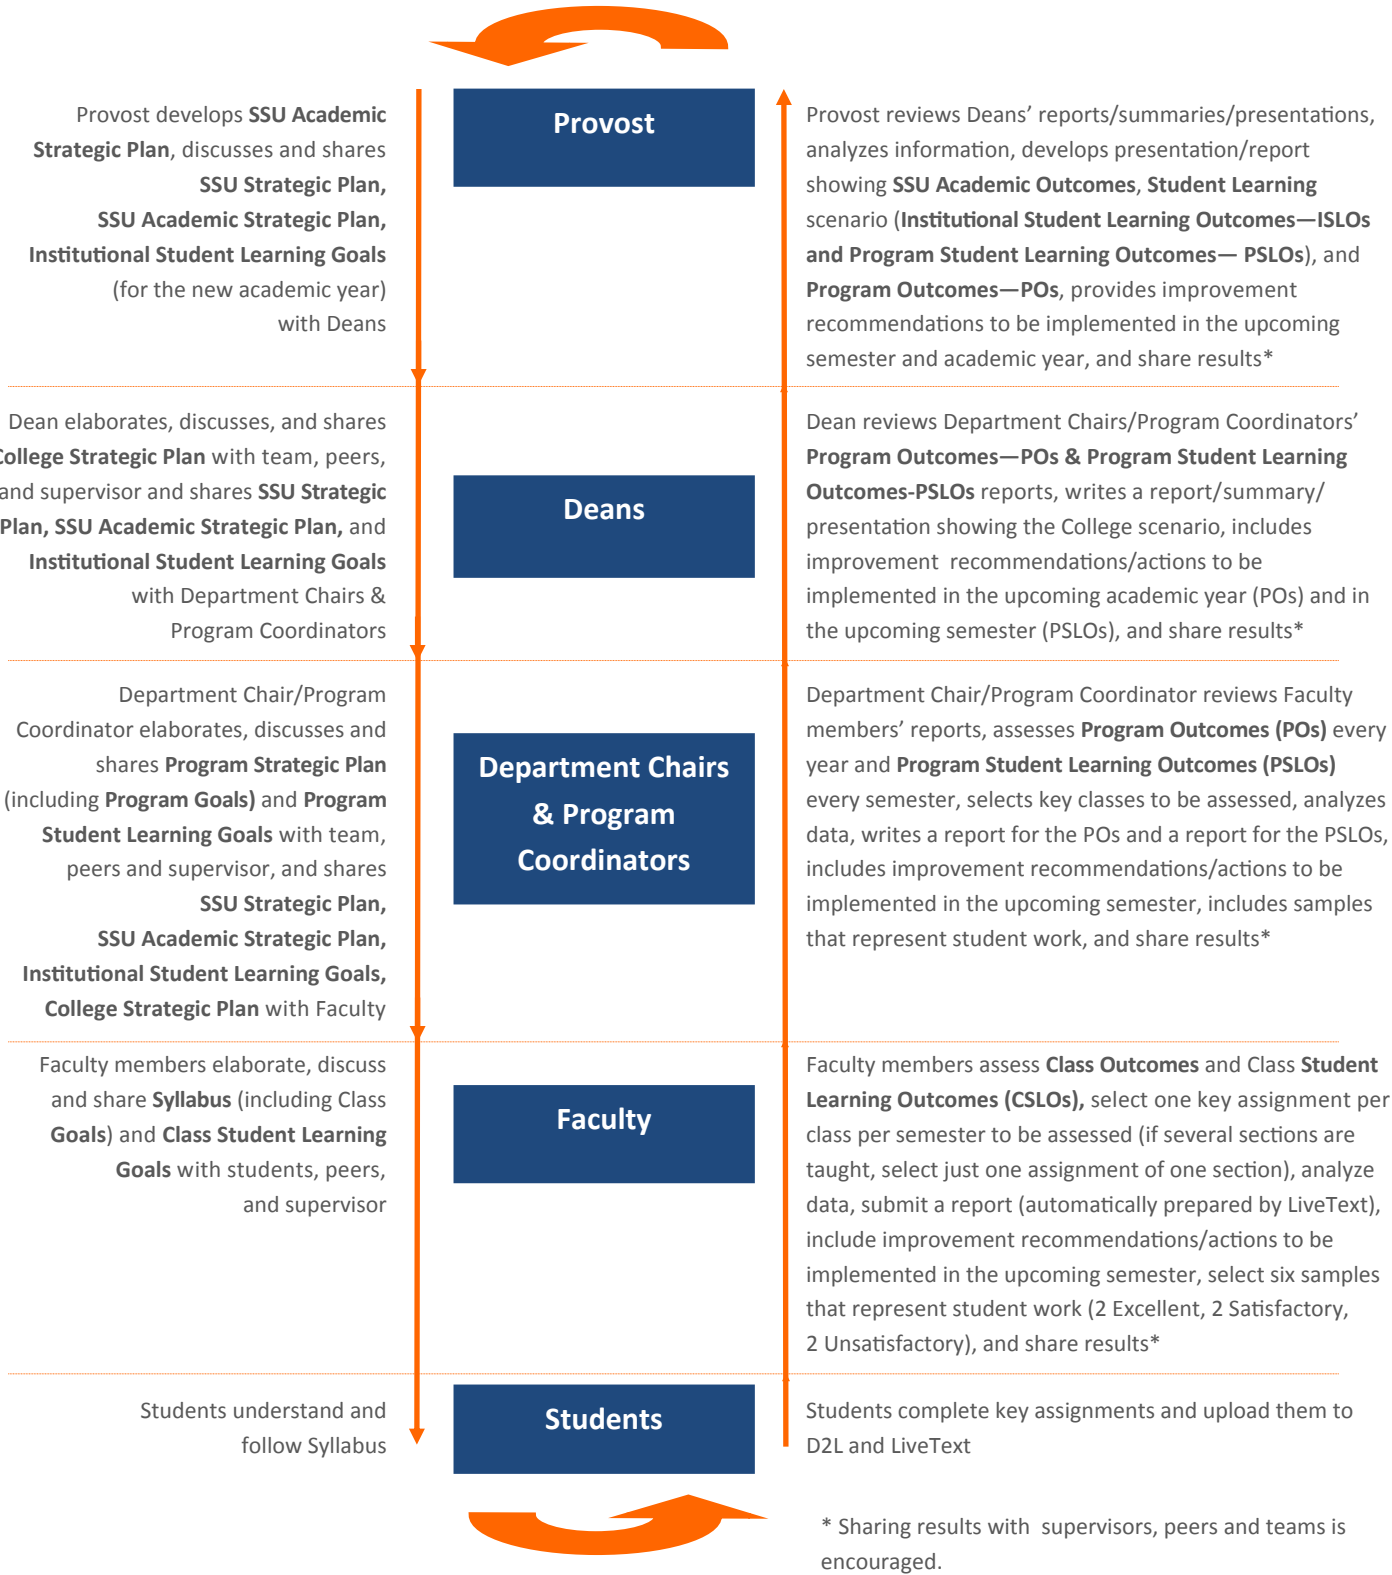 Provost develops SSU Academic
Strategic Plan, discusses and shares
SSU Strategic Plan,
SSU Academic Strategic Plan,
Institutional Student Learning Goals
(for the new academic year)
with Deans
Provost
Provost reviews Deans’ reports/summaries/presentations,
analyzes information, develops presentation/report
showing SSU Academic Outcomes, Student Learning
scenario (Institutional Student Learning Outcomes—ISLOs
and Program Student Learning Outcomes— PSLOs), and
Program Outcomes—POs, provides improvement
recommendations to be implemented in the upcoming
semester and academic year, and share results*
Dean elaborates, discusses, and shares
College Strategic Plan with team, peers,
and supervisor and shares SSU Strategic
Plan, SSU Academic Strategic Plan, and
Institutional Student Learning Goals
with Department Chairs &
Program Coordinators
Deans
Dean reviews Department Chairs/Program Coordinators’
Program Outcomes—POs & Program Student Learning
Outcomes-PSLOs reports, writes a report/summary/
presentation showing the College scenario, includes
improvement recommendations/actions to be
implemented in the upcoming academic year (POs) and in
the upcoming semester (PSLOs), and share results*
Department Chair/Program
Coordinator elaborates, discusses and
shares Program Strategic Plan
(including Program Goals) and Program
Student Learning Goals with team,
peers and supervisor, and shares
SSU Strategic Plan,
SSU Academic Strategic Plan,
Institutional Student Learning Goals,
College Strategic Plan with Faculty
Department Chairs
& Program
Coordinators
Department Chair/Program Coordinator reviews Faculty
members’ reports, assesses Program Outcomes (POs) every
year and Program Student Learning Outcomes (PSLOs)
every semester, selects key classes to be assessed, analyzes
data, writes a report for the POs and a report for the PSLOs,
includes improvement recommendations/actions to be
implemented in the upcoming semester, includes samples
that represent student work, and share results*
Faculty members elaborate, discuss
and share Syllabus (including Class
Goals) and Class Student Learning
Goals with students, peers,
and supervisor
Faculty
Faculty members assess Class Outcomes and Class Student
Learning Outcomes (CSLOs), select one key assignment per
class per semester to be assessed (if several sections are
taught, select just one assignment of one section), analyze
data, submit a report (automatically prepared by LiveText),
include improvement recommendations/actions to be
implemented in the upcoming semester, select six samples
that represent student work (2 Excellent, 2 Satisfactory,
2 Unsatisfactory), and share results*
Students understand and
follow Syllabus
Students
Students complete key assignments and upload them to
D2L and LiveText
* Sharing results with supervisors, peers and teams is
encouraged.